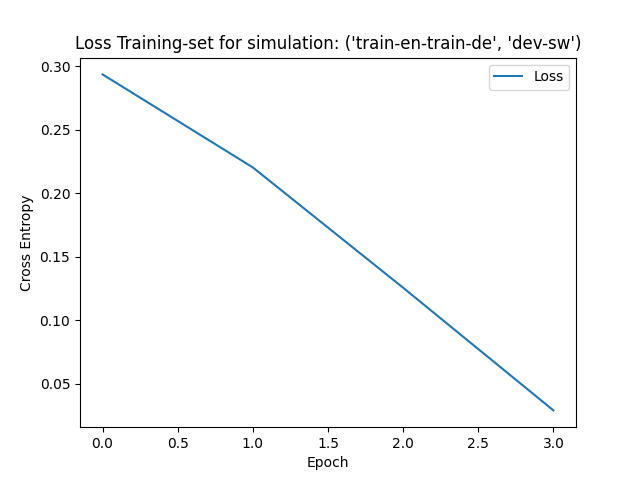 Loss Training-set for simulation: ('train-en-train-de', 'dev-sw')
Loss
0.30
0.25
0.20
0.15
0.10
0.05
Cross Entropy
0.0 0.5 1.0 1.5 2.0 2.5 3.0
Epoch